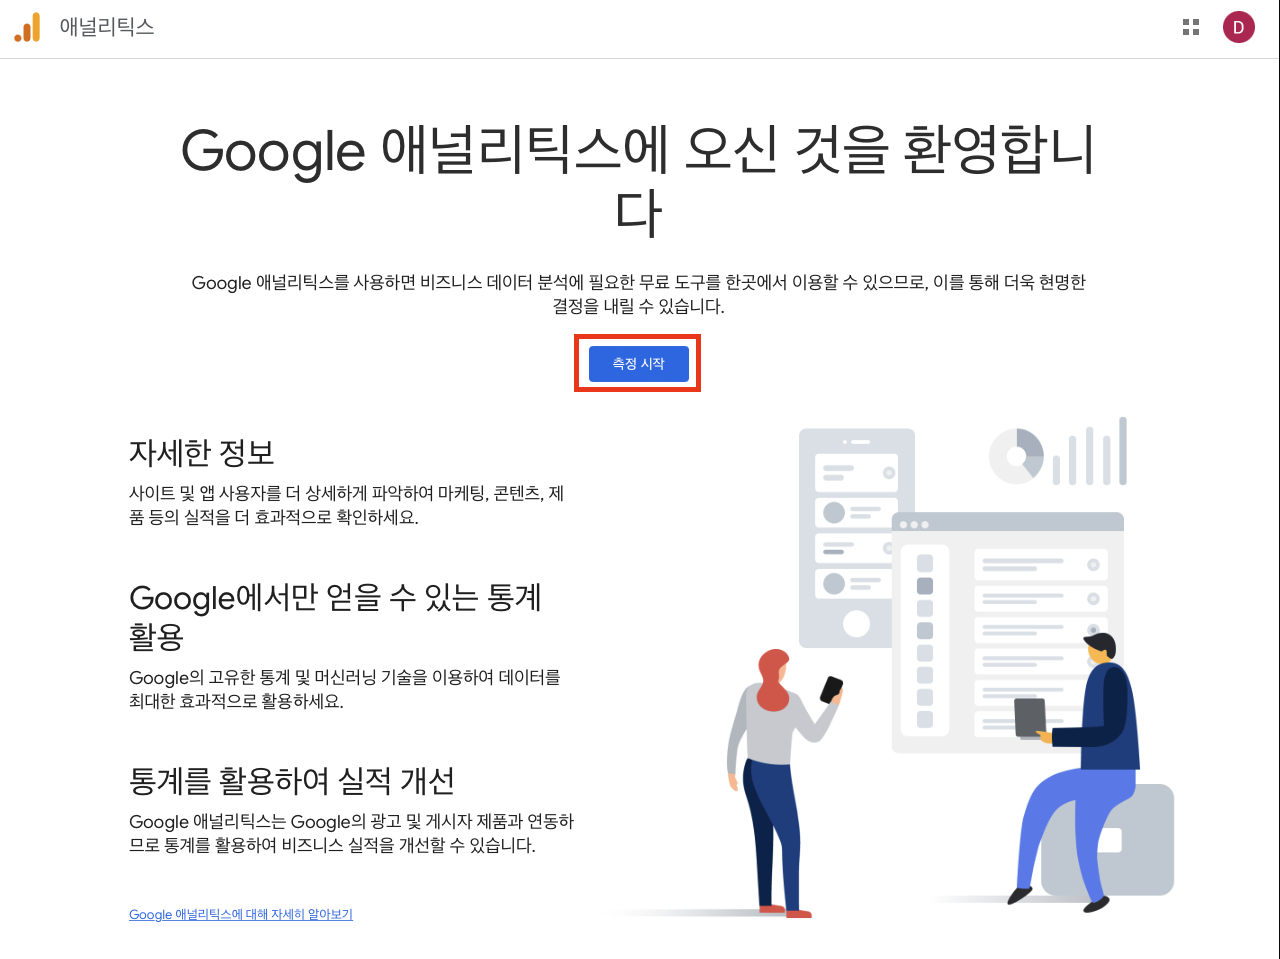 애널리틱스
D
Google 애널리틱스에 오신 것을 환영합니
다
Google 애널리틱스를 사용하면 비즈니스 데이터 분석에 필요한 무료 도구를 한곳에서 이용할 수 있으므로, 이를 통해 더욱 현명한
결정을 내릴 수 있습니다.
측정 시작
자세한 정보
사이트 및 앱 사용자를 더 상세하게 파악하여 마케팅, 콘텐츠, 제
품 등의 실적을 더 효과적으로 확인하세요.
Google에서만 얻을 수 있는 통계
활용
Google의 고유한 통계 및 머신러닝 기술을 이용하여 데이터를
최대한 효과적으로 활용하세요.
통계를 활용하여 실적 개선
Google 애널리틱스는 Google의 광고 및 게시자 제품과 연동하
므로 통계를 활용하여 비즈니스 실적을 개선할 수 있습니다.
Google 애널리틱스에 대해 자세히 알아보기